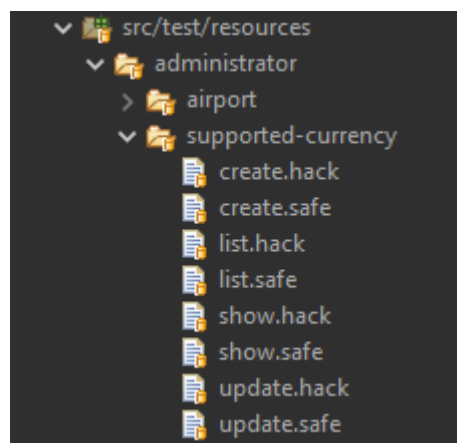 src/test/resources
administrator
airport
supported-currency
create.hack
create.safe
list.hack
list.safe
show.hack
show.safe
update.hack
update.safe